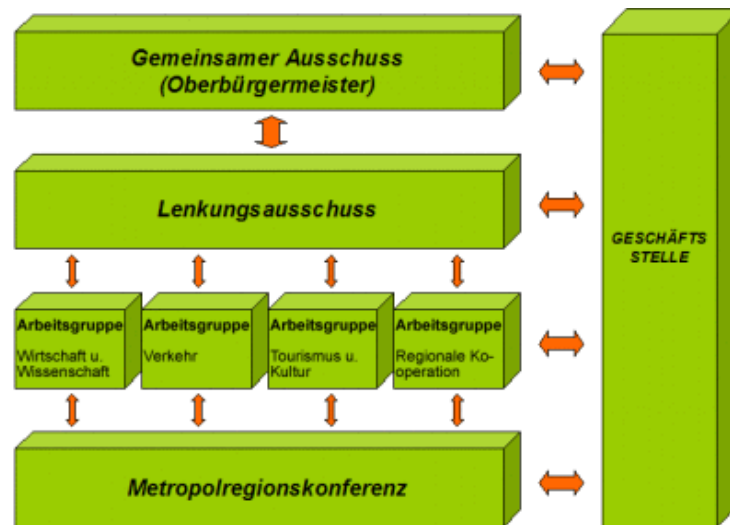 Gemeinsamer Ausschuss
(Oberbürgermeister)
Lenkungsausschuss
GESCHÄFTS
STELLE
Arbeitsgruppe
Wirtschaft u.
Wissenschaft
Arbeitsgruppe
Verkehr
Arbeitsgruppe
Tourismus u.
Kultur
Arbeitsgruppe
Regionale Ko-
operation
Metropolregionskonferenz